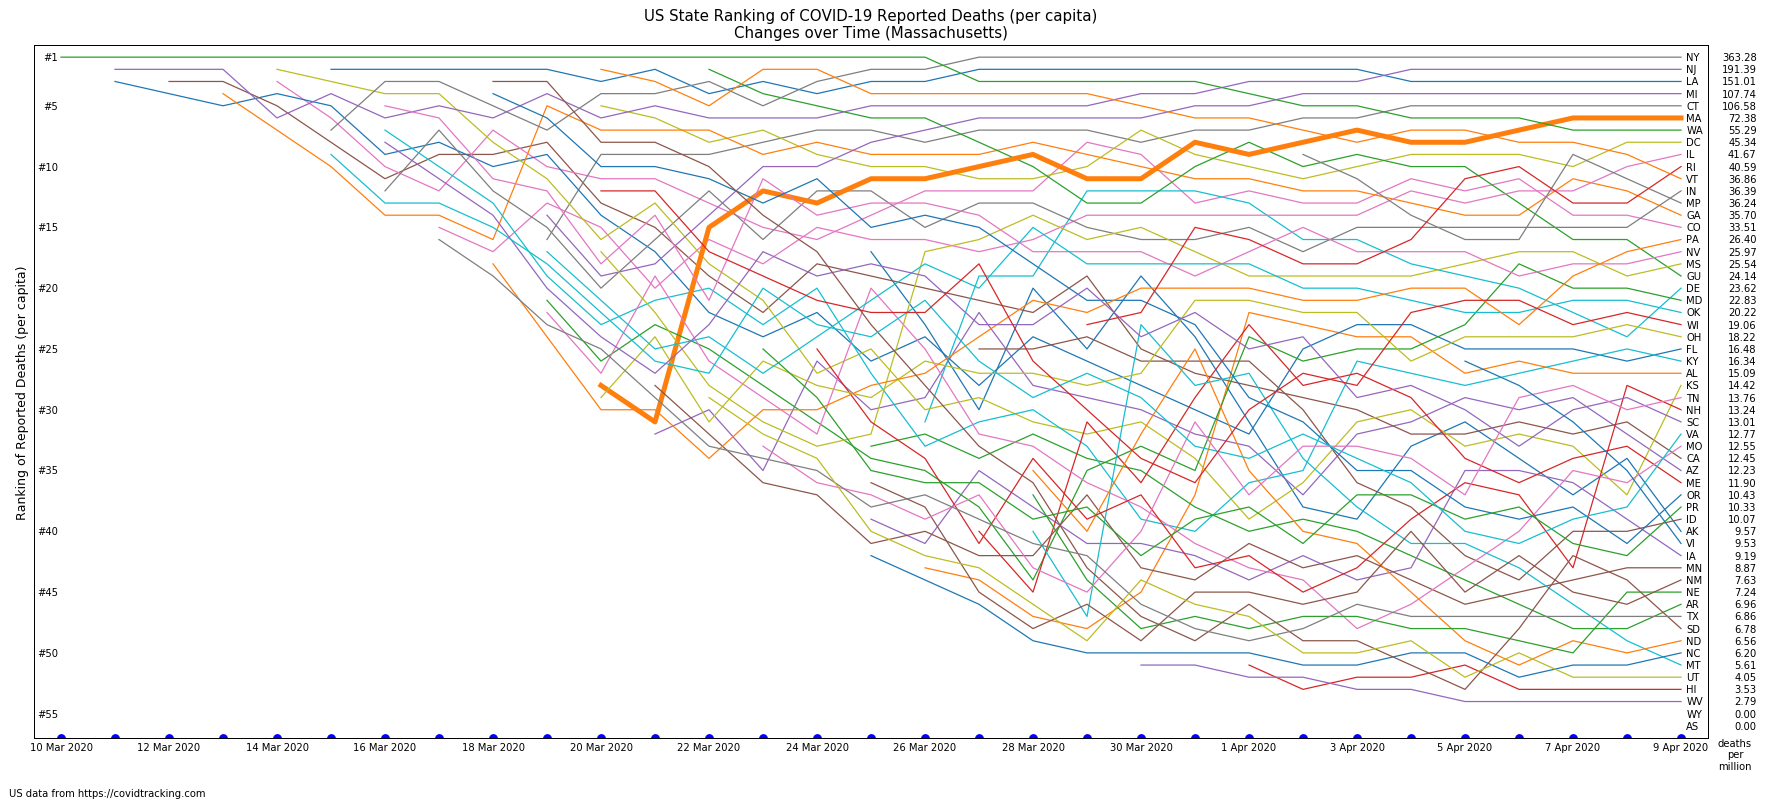 US State Ranking of COVID-19 Reported Deaths (per capita)
Changes over Time (Massachusetts)
Ranking of Reported Deaths (per capita)
#1
#5
#10
#15
#20
#25
#30
#35
#40
#45
#50
#55
NY 363.28
NJ 191.39
LA 151.01
MI 107.74
CT 106.58
MA 72.38
WA 55.29
DC 45.34
IL 41.67
RI 40.59
VT 36.86
IN 36.39
MP 36.24
GA 35.70
CO 33.51
PA 26.40
NV 25.97
MS 25.54
GU 24.14
DE 23.62
MD 22.83
OK 20.22
WI 19.06
OH 18.22
FL 16.48
KY 16.34
AL 15.09
KS 14.42
TN 13.76
NH 13.24
SC 13.01
VA 12.77
MO 12.55
CA 12.45
AZ 12.23
ME 11.90
OR 10.43
PR 10.33
ID 10.07
AK 9.57
VI 9.53
IA 9.19
MN 8.87
NM 7.63
NE 7.24
AR 6.96
TX 6.86
SD 6.78
ND 6.56
NC 6.20
MT 5.61
UT 4.05
HI 3.53
WV 2.79
WY 0.00
AS 0.00
10 Mar 2020 12 Mar 2020 14 Mar 2020 16 Mar 2020 18 Mar 2020 20 Mar 2020 22 Mar 2020 24 Mar 2020 26 Mar 2020 28 Mar 2020 30 Mar 2020 1 Apr 2020 3 Apr 2020 5 Apr 2020 7 Apr 2020 9 Apr 2020
deaths
per
million
US data from https://covidtracking.com